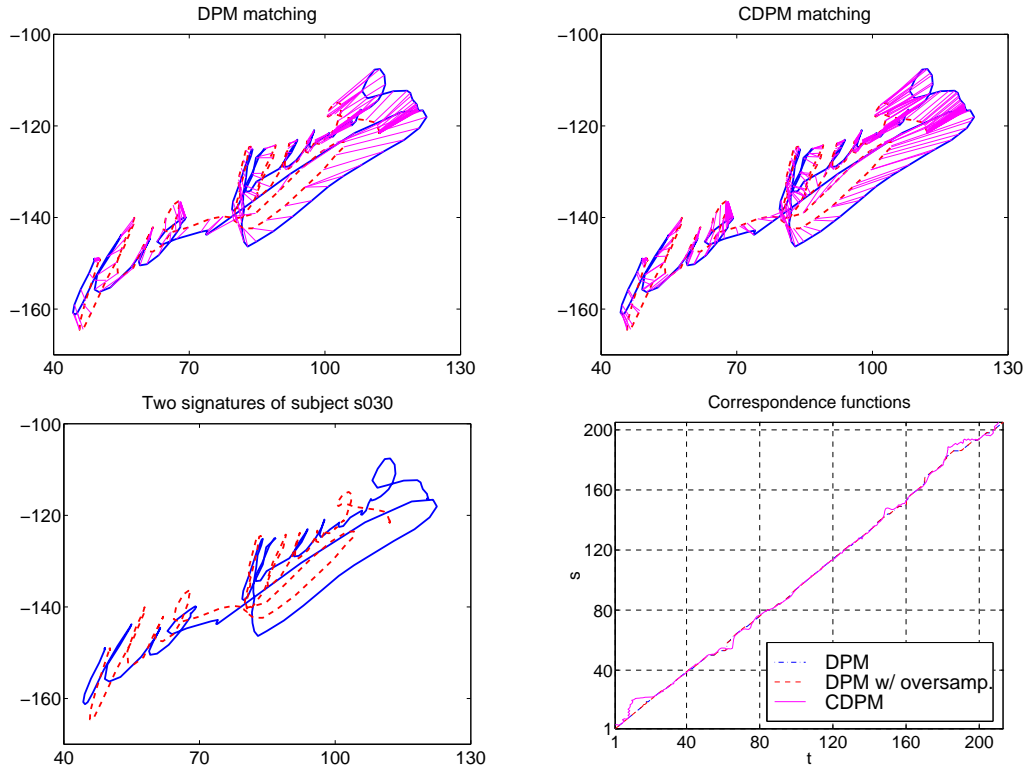 DPM matching
−100
−120
−140
−160
40 70 100 130
CDPM matching
−100
−120
−140
−160
40 70 100 130
Two signatures of subject s030
−100
−120
−140
−160
40 70 100 130
Correspondence functions
200
160
120
80
40
1
s
1 40 80 120 160 200
t
DPM
DPM w/ oversamp.
CDPM